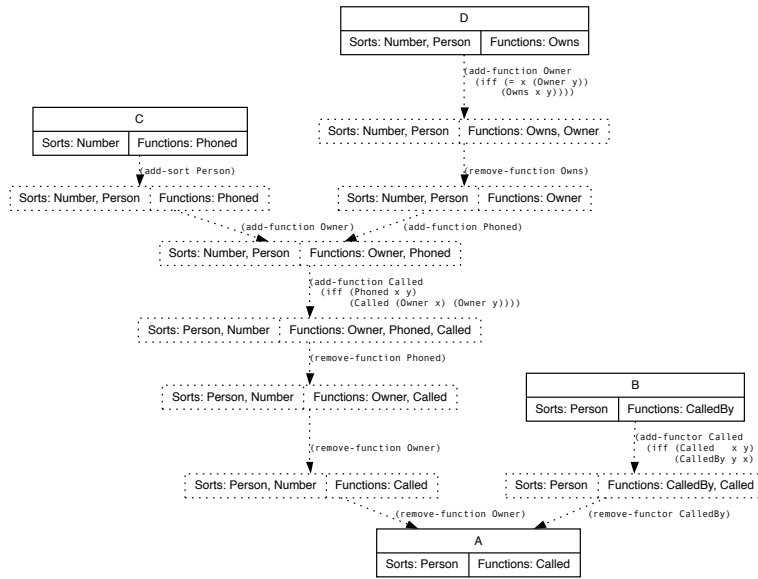 D
Sorts: Number, Person Functions: Owns
(add-function Owner
(iff (= x (Owner y))
(Owns x y))))
C
Sorts: Number Functions: Phoned
Sorts: Number, Person Functions: Owns, Owner
(add-sort Person)
(remove-function Owns)
Sorts: Number, Person Functions: Phoned
Sorts: Number, Person Functions: Owner
(add-function Owner)
(add-function Phoned)
Sorts: Number, Person Functions: Owner, Phoned
(add-function Called
(iff (Phoned x y)
(Called (Owner x) (Owner y))))
Sorts: Person, Number Functions: Owner, Phoned, Called
(remove-function Phoned)
B
Sorts: Person, Number Functions: Owner, Called
Sorts: Person Functions: CalledBy
(remove-function Owner)
(add-functor Called
(iff (Called x y)
(CalledBy y x)
Sorts: Person, Number Functions: Called
Sorts: Person Functions: CalledBy, Called
(remove-function Owner)
(remove-functor CalledBy)
A
Sorts: Person Functions: Called